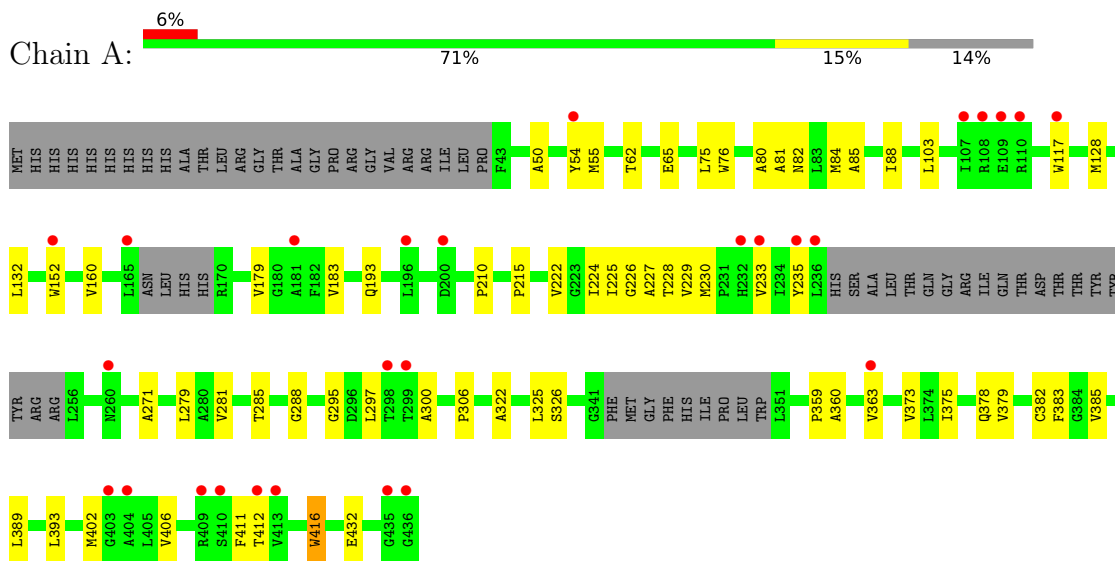 6%
Chain A:
71% 15% 14%
MET HIS HIS HIS HIS HIS HIS HIS HIS HIS ALA THR LEU ARG GLY THR ALA GLY PRO ARG GLY VAL ARG ARG ILE LEU PRO F43 A50 Y54 M55 T62 E65 L75 W76 A80 A81 N82 L83 M84 A85 I88 L103 I107 R108 E109 R110 W117 M128
L132 W152 V160 L165 ASN LEU HIS HIS R170 V179 G180 A181 F182 V183 Q193 L196 D200 P210 P215 V222 G223 I224 I225 G226 A227 T228 V229 M230 P231 H232 V233 I234 Y235 L236 HIS SER ALA LEU THR GLN GLY ARG ILE GLN THR ASP THR THR TYR TYR
TYR ARG ARG L256 N260 A271 L279 A280 V281 T285 G288 G295 D296 L297 T298 T299 A300 P306 A322 L325 S326 G341 PHE MET GLY PHE HIS ILE PRO LEU TRP L351 P359 A360 V363 V373 L374 I375 Q378 V379 C382 F383 G384 V385
L389 L393 M402 G403 A404 L405 V406 R409 S410 F411 T412 V413 W416 E432 G435 G436